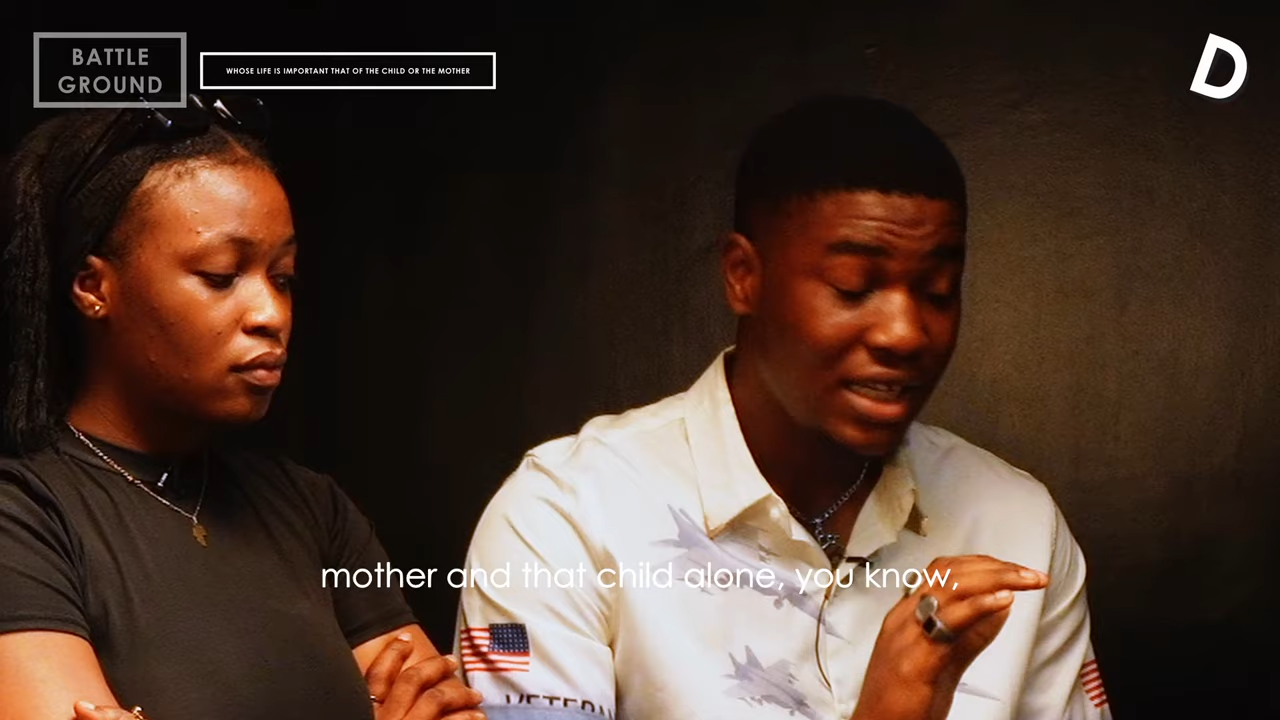 BATTLE
GROUND
WHOSE LIFE IS IMPORTANT THAT OF THE CHILD OR THE MOTHER
D
mother and that child alone, you know,